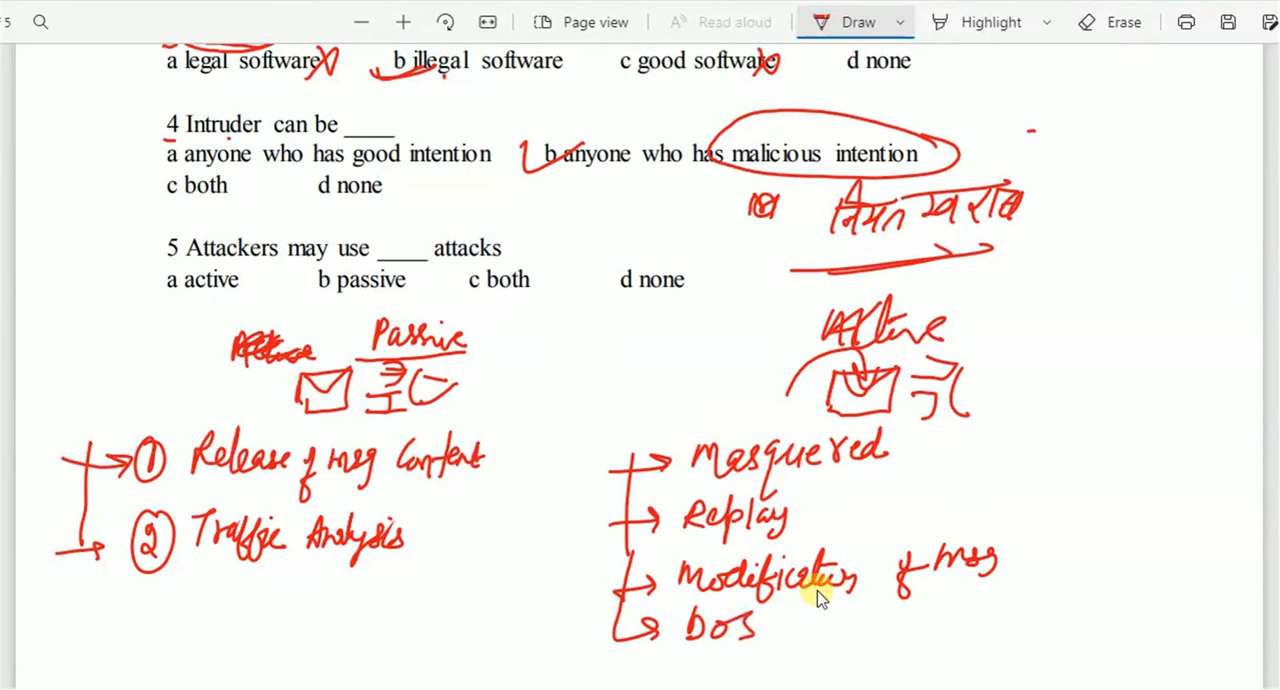 Page view Read aloud Draw Highlight Erase
a legal software b illegal software c good software d none
4 Intruder can be ____
a anyone who has good intention b anyone who has malicious intention
c both d none
5 Attackers may use ____ attacks
a active b passive c both d none
Passive
Active
① Release of msg Content
② Traffic Analysis
Masquered
Replay
Modification of msg
DOS